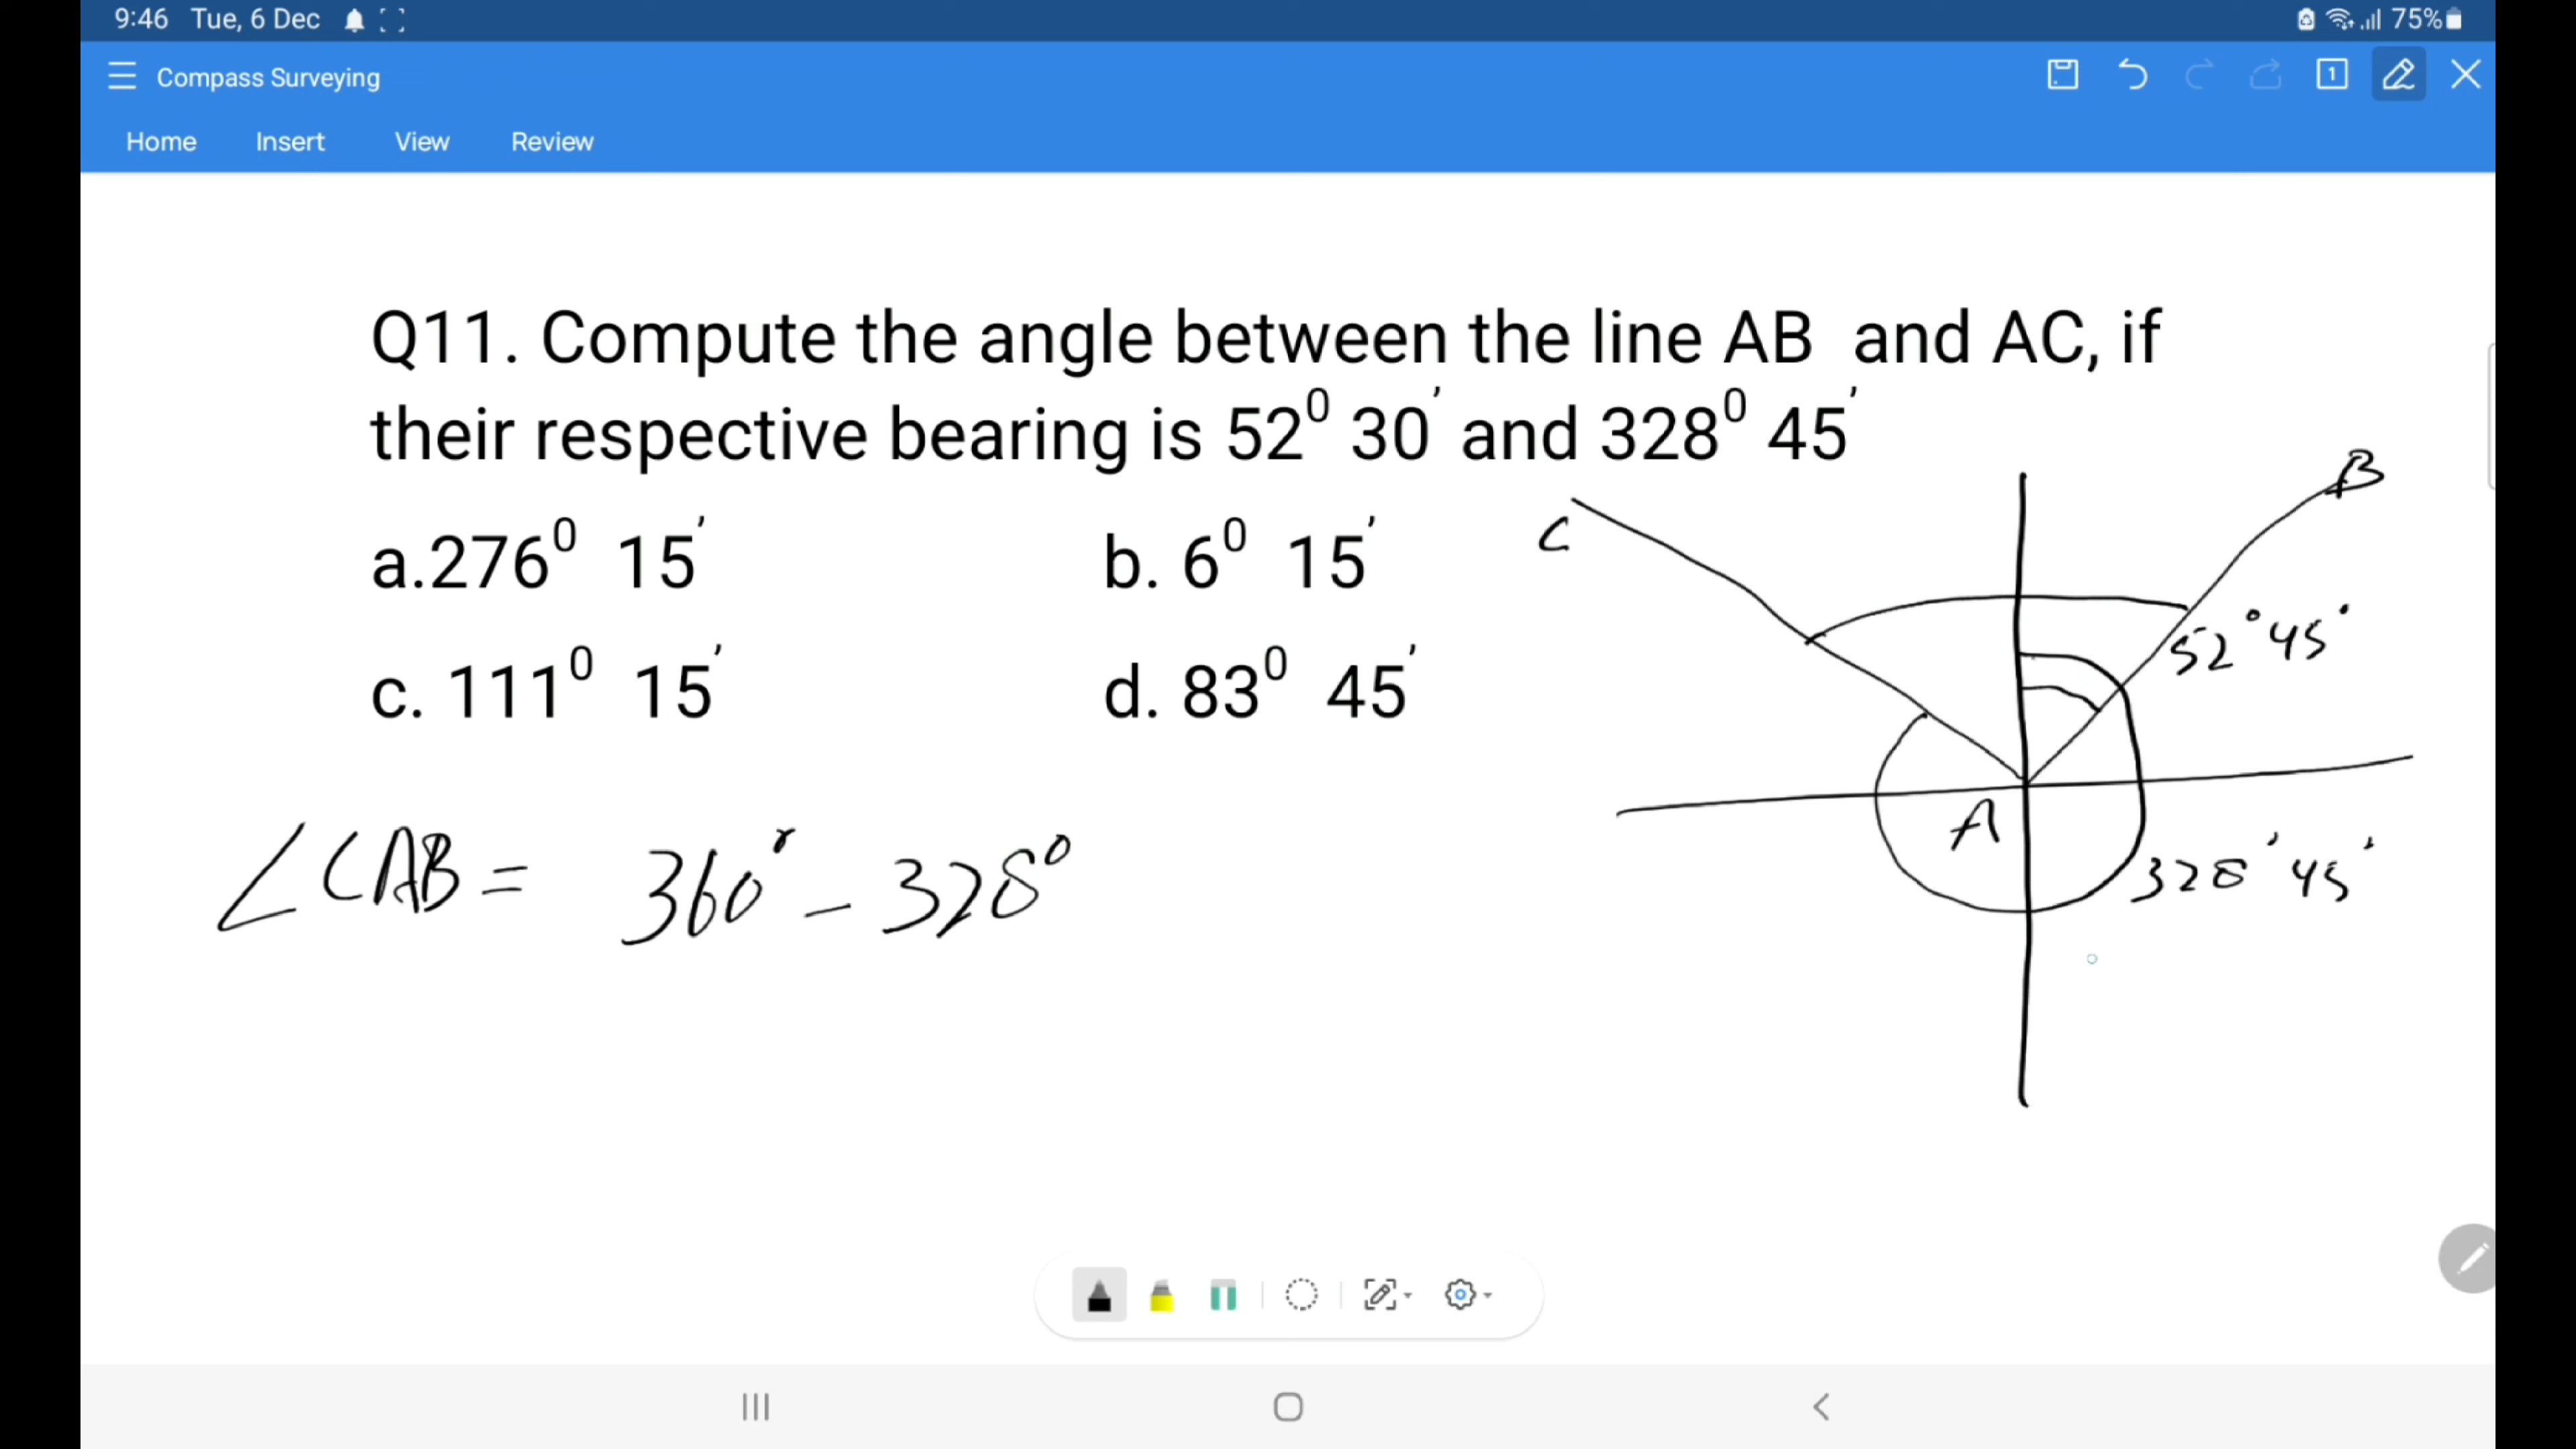 9:46 Tue, 6 Dec 75%
Compass Surveying 1
Home Insert View Review
Q11. Compute the angle between the line AB and AC, if
their respective bearing is 52⁰ 30' and 328⁰ 45'
a.276⁰ 15' b. 6⁰ 15'
c. 111⁰ 15' d. 83⁰ 45'
B
C
52° 45'
A
328° 45'
∠CAB = 360° - 328°